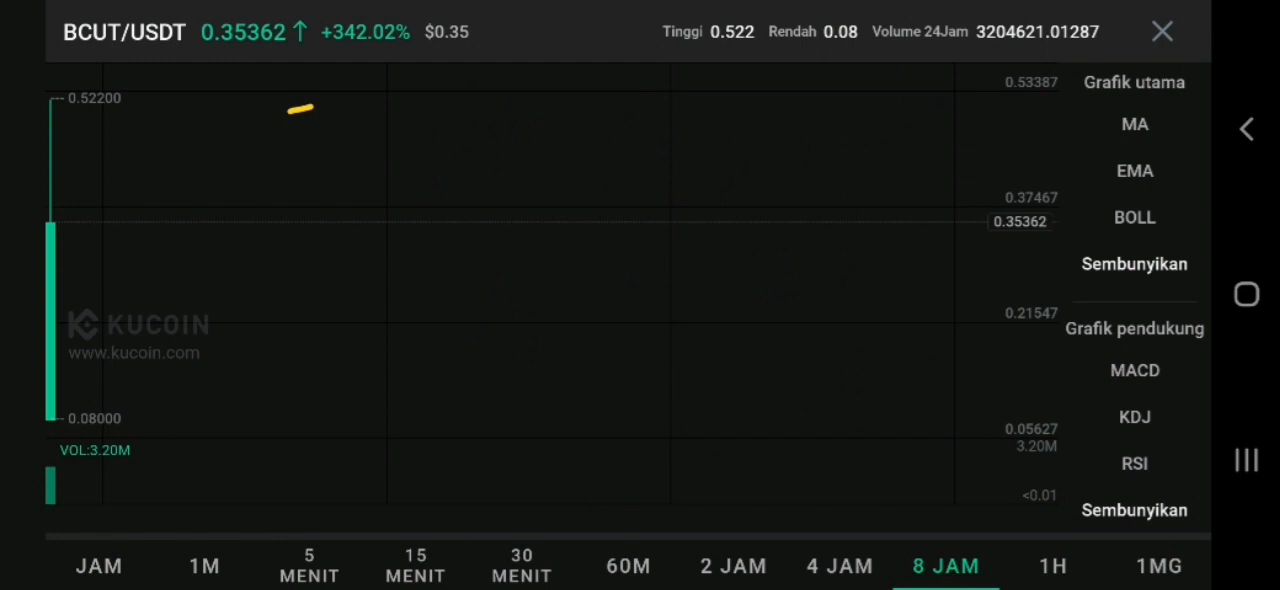 BCUT/USDT 0.35362↑ +342.02% $0.35 Tinggi 0.522 Rendah 0.08 Volume 24Jam 3204621.01287
0.53387
0.52200
0.37467
0.35362
0.21547
0.08000
0.05627
VOL:3.20M
3.20M
<0.01
KUCOIN
www.kucoin.com
Grafik utama
MA
EMA
BOLL
Sembunyikan
Grafik pendukung
MACD
KDJ
RSI
Sembunyikan
JAM 1M 5 MENIT 15 MENIT 30 MENIT 60M 2 JAM 4 JAM 8 JAM 1H 1MG